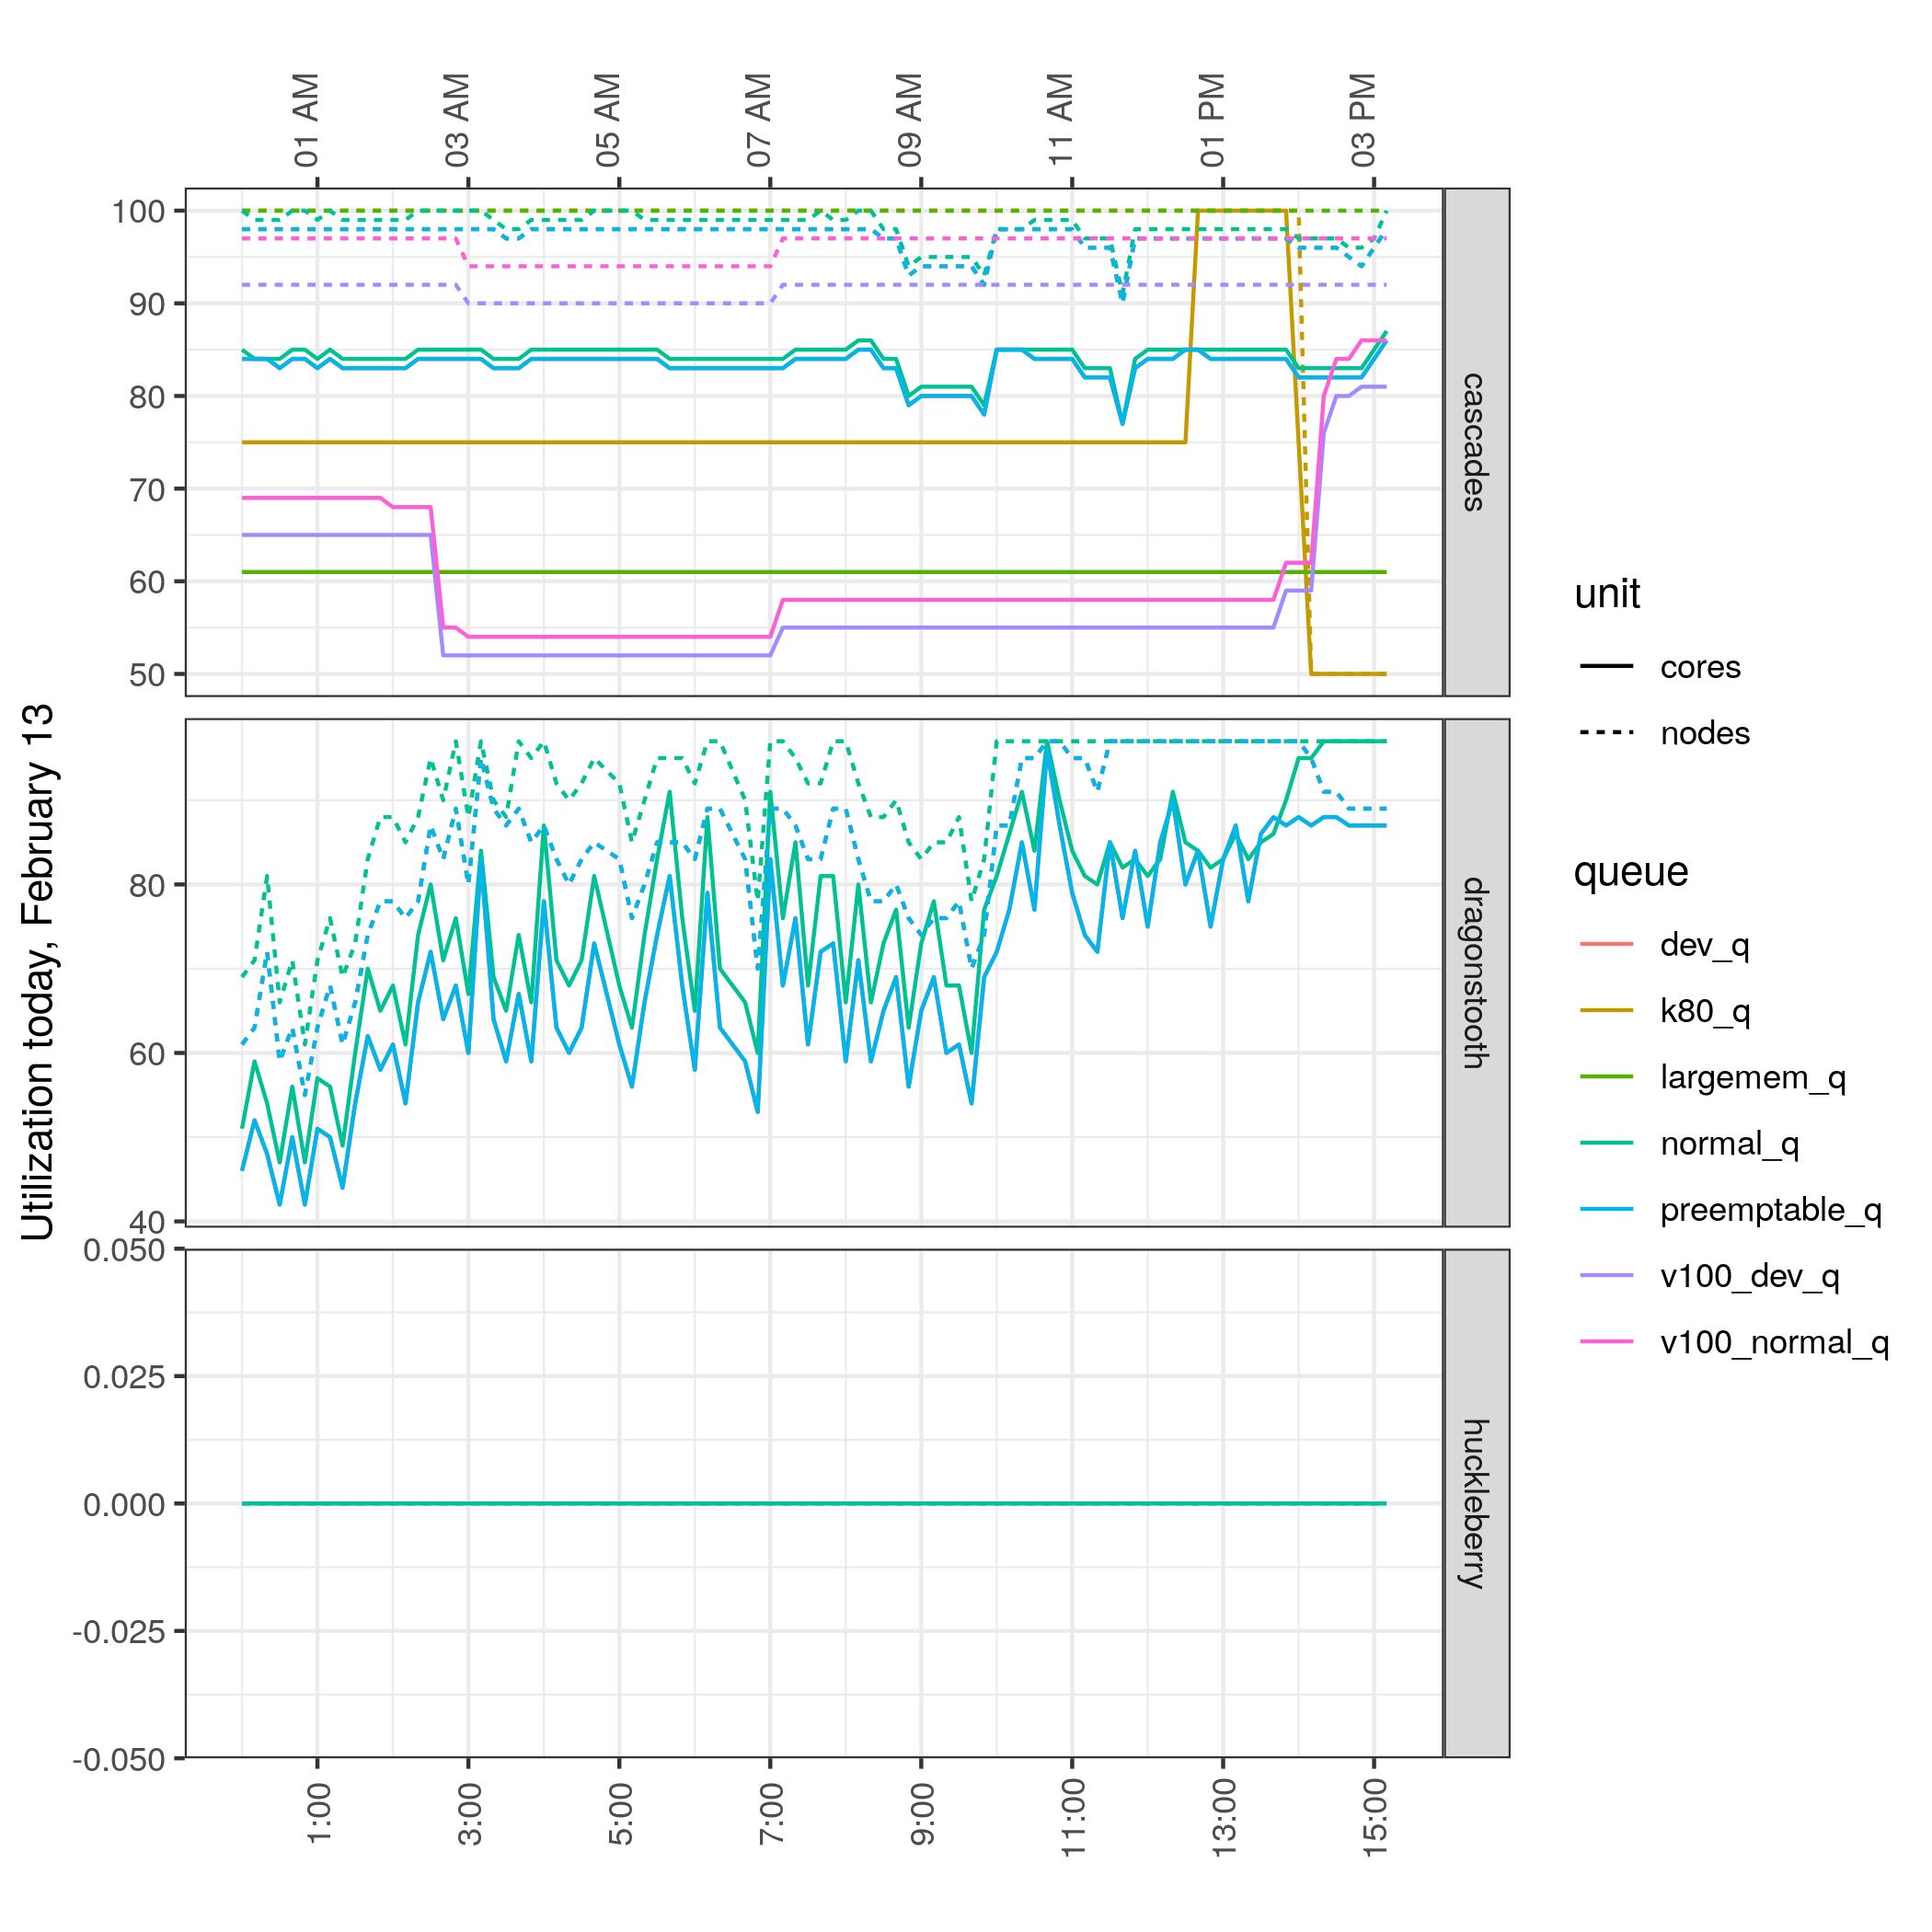 01 AM
03 AM
05 AM
07 AM
09 AM
11 AM
01 PM
03 PM
100
90
80
70
60
50
cascades
80
60
40
dragonstooth
0.050
0.025
0.000
-0.025
-0.050
huckleberry
1:00
3:00
5:00
7:00
9:00
11:00
13:00
15:00
Utilization today, February 13
unit
cores
nodes
queue
dev_q
k80_q
largemem_q
normal_q
preemptable_q
v100_dev_q
v100_normal_q